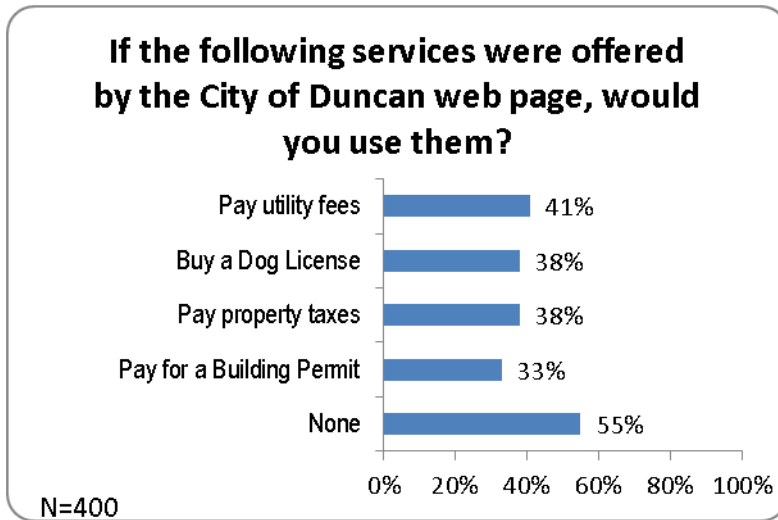 If the following services were offered
by the City of Duncan web page, would
you use them?
Pay utility fees 41%
Buy a Dog License 38%
Pay property taxes 38%
Pay for a Building Permit 33%
None 55%
0% 20% 40% 60% 80% 100%
N=400